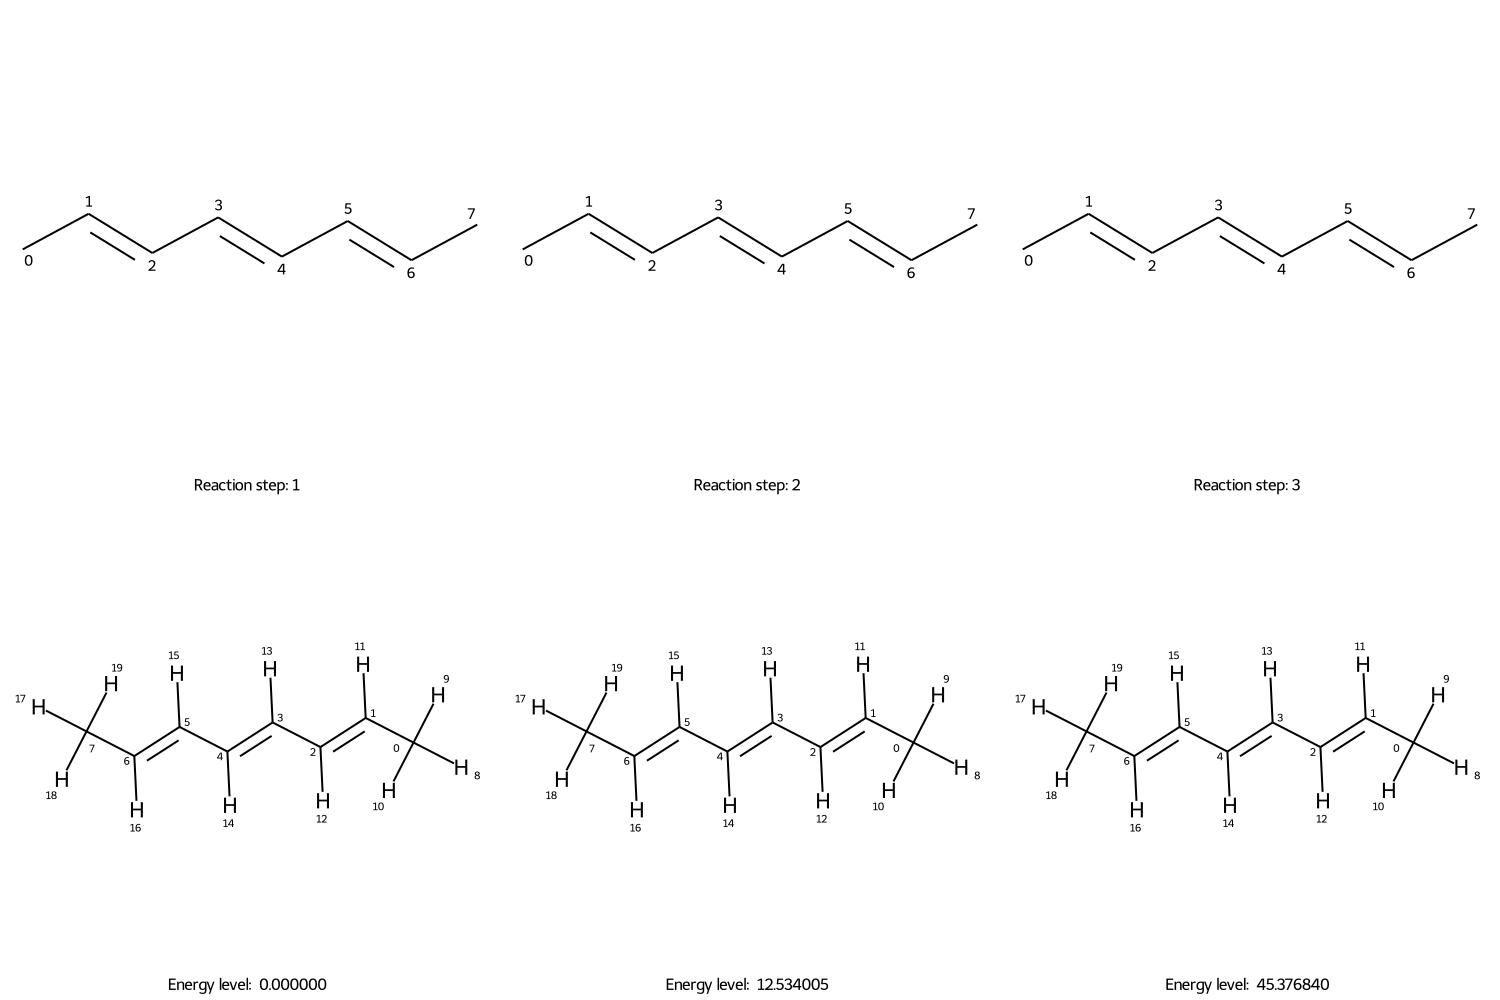 1 3 5 7
0 2 4 6
1 3 5 7
0 2 4 6
1 3 5 7
0 2 4 6
Reaction step: 1
Reaction step: 2
Reaction step: 3
17 H 19 H 15 H 13 H 11 H 9 H
7 6 5 4 3 2 1 0
18 H 16 H 14 H 12 H 10 H 8 H
17 H 19 H 15 H 13 H 11 H 9 H
7 6 5 4 3 2 1 0
18 H 16 H 14 H 12 H 10 H 8 H
17 H 19 H 15 H 13 H 11 H 9 H
7 6 5 4 3 2 1 0
18 H 16 H 14 H 12 H 10 H 8 H
Energy level: 0.000000
Energy level: 12.534005
Energy level: 45.376840